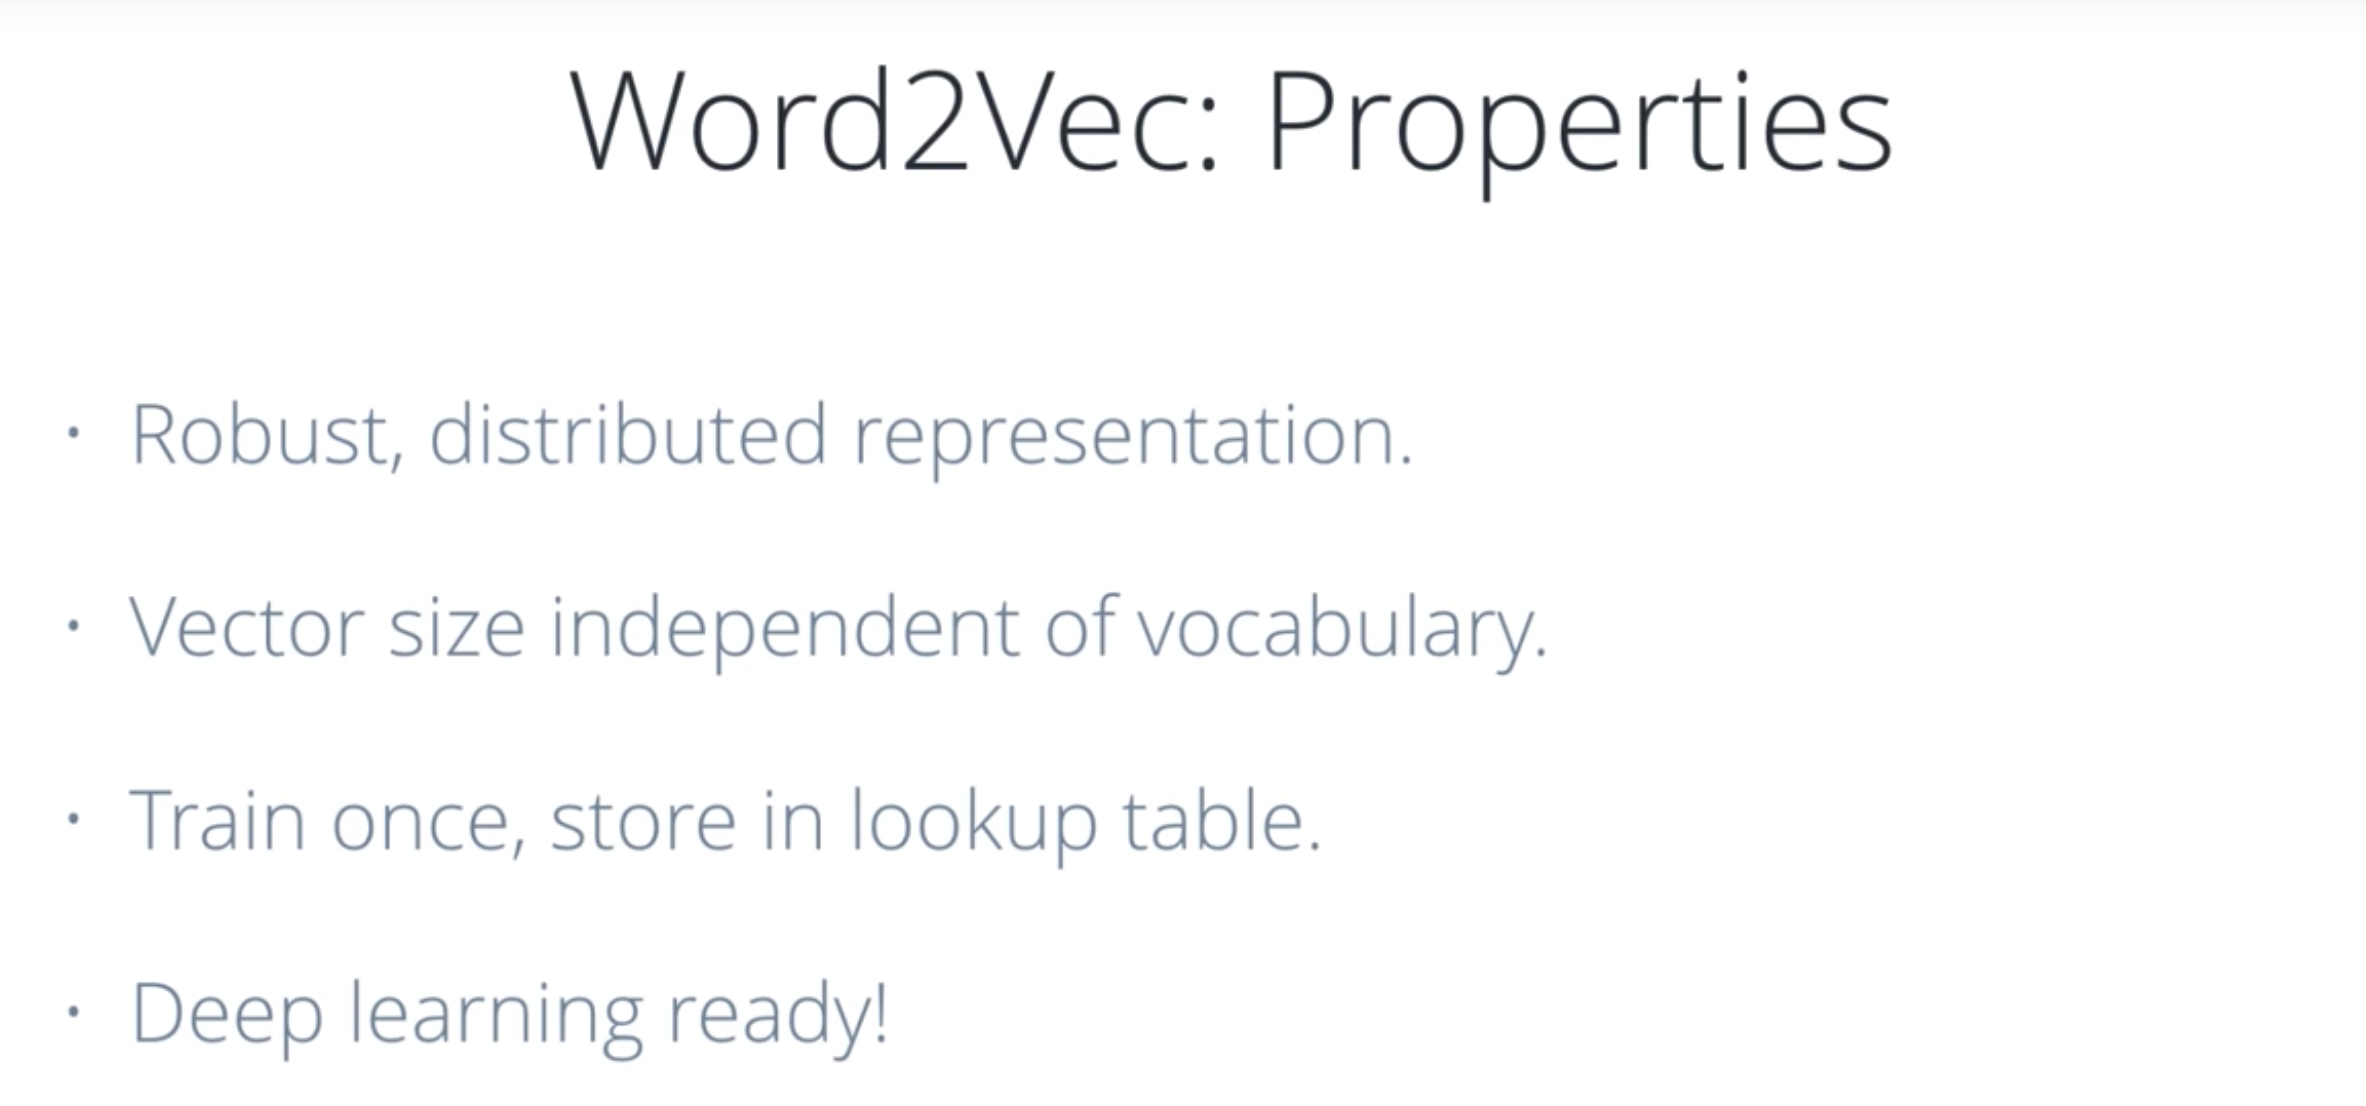 Word2Vec: Properties
• Robust, distributed representation.
• Vector size independent of vocabulary.
• Train once, store in lookup table.
• Deep learning ready!